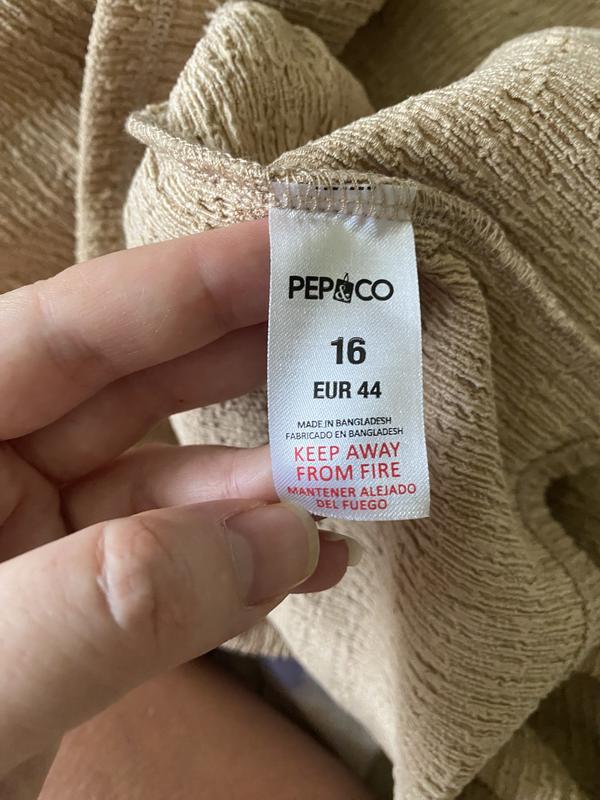 PEP&CO
16
EUR 44
MADE IN BANGLADESH
FABRICADO EN BANGLADESH
KEEP AWAY
FROM FIRE
MANTENER ALEJADO
DEL FUEGO